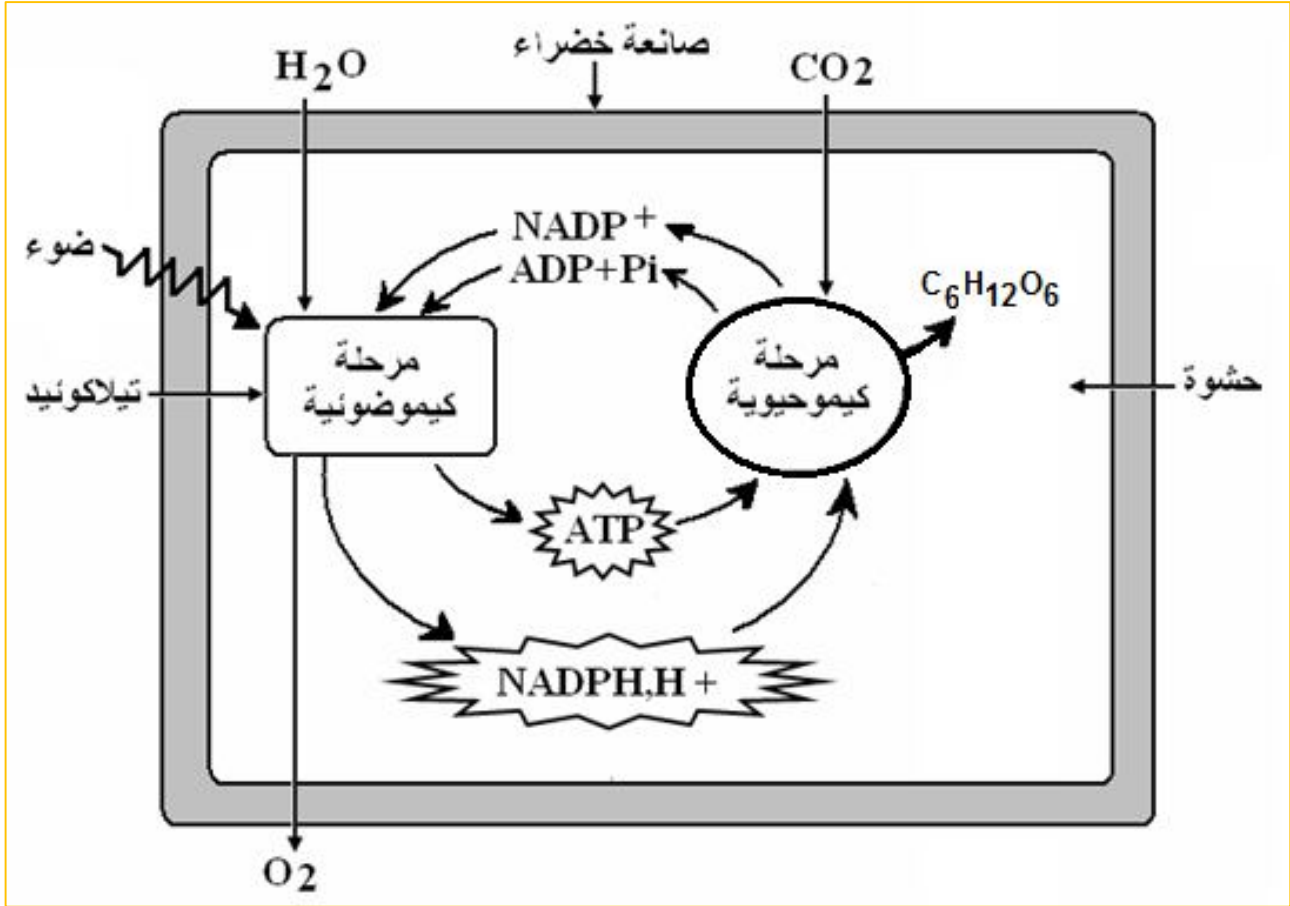 صانعة خضراء
H₂O
CO₂
NADP⁺
ADP+Pi
ضوء
C₆H₁₂O₆
مرحلة
كيموضوئية
مرحلة
كيموحيوية
تيلاكوئيد
حشوة
ATP
NADPH,H +
O₂